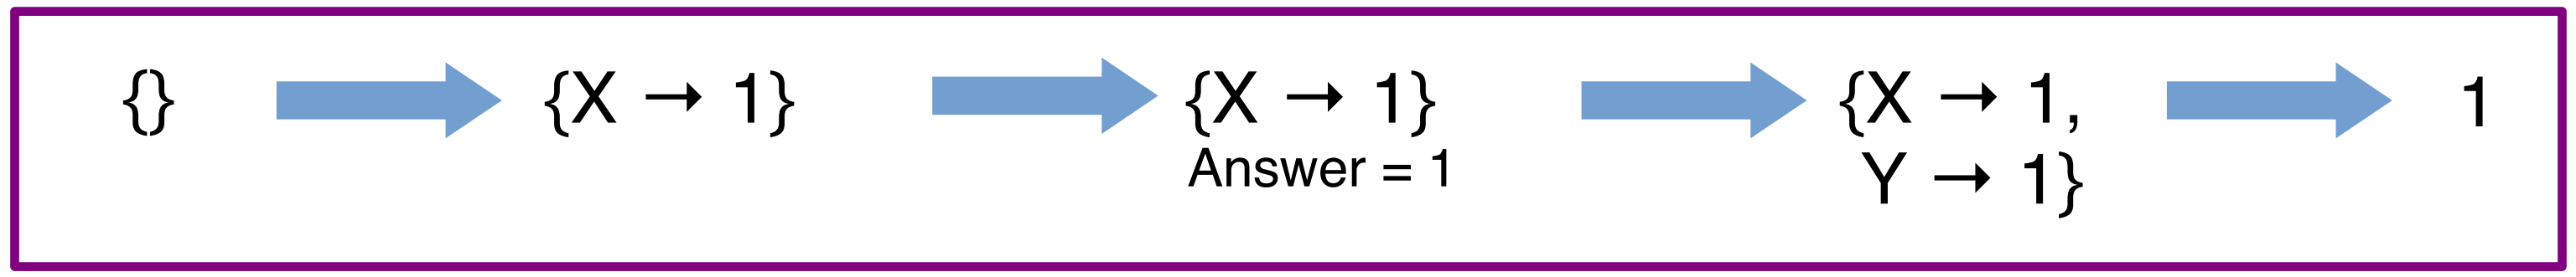 {} {X → 1} {X → 1} {X → 1, 1
Answer = 1 Y → 1}